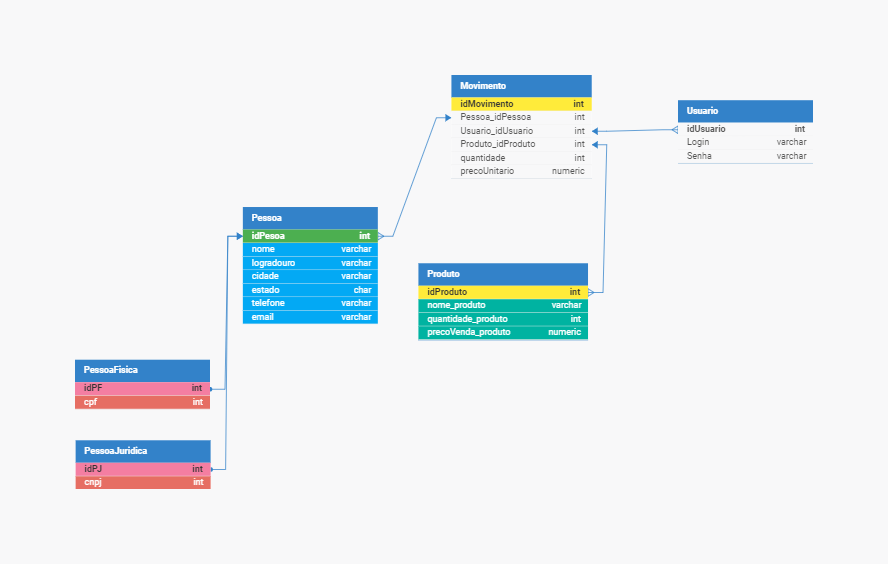 Movimento
idMovimento int
Pessoa_idPessoa int
Usuario_idUsuario int
Produto_idProduto int
quantidade int
precoUnitario numeric
Usuario
idUsuario int
Login varchar
Senha varchar
Pessoa
idPesoa int
nome varchar
logradouro varchar
cidade varchar
estado char
telefone varchar
email varchar
Produto
idProduto int
nome_produto varchar
quantidade_produto int
precoVenda_produto numeric
PessoaFisica
idPF int
cpf int
PessoaJuridica
idPJ int
cnpj int